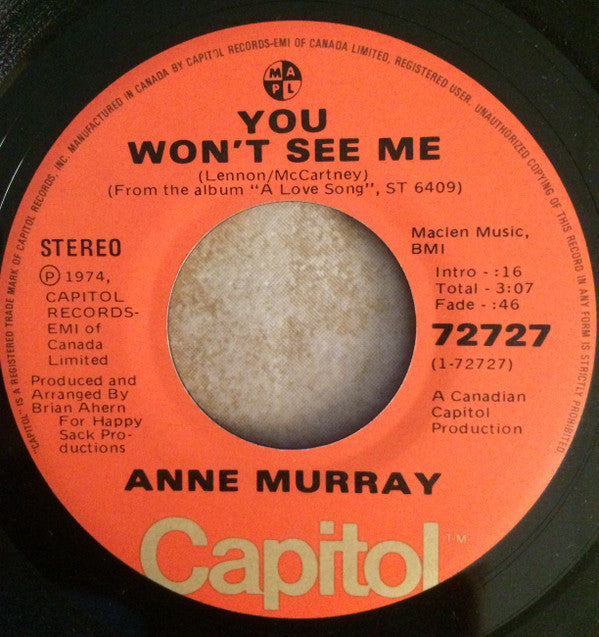 "CAPITOL" IS A REGISTERED TRADE MARK OF CAPITOL RECORDS, INC. MANUFACTURED IN CANADA BY CAPITOL RECORDS-EMI OF CANADA LIMITED, REGISTERED USER. UNAUTHORIZED COPYING OF THIS RECORD IN ANY FORM IS STRICTLY PROHIBITED
M A
P L
YOU
WON'T SEE ME
(Lennon/McCartney)
(From the album "A Love Song", ST 6409)
STEREO
Ⓟ 1974,
CAPITOL
RECORDS-
EMI of
Canada
Limited
Produced and
Arranged By
Brian Ahern
For Happy
Sack Pro-
ductions
Maclen Music,
BMI
Intro - :16
Total - 3:07
Fade - :46
72727
(1-72727)
A Canadian
Capitol
Production
ANNE MURRAY
Capitol TM